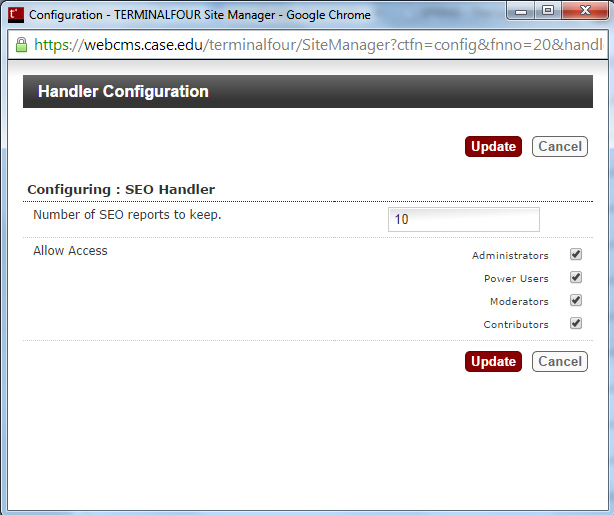 Configuration - TERMINALFOUR Site Manager - Google Chrome
https://webcms.case.edu/terminalfour/SiteManager?ctfn=config&fnno=20&handl
Handler Configuration
Update Cancel
Configuring : SEO Handler
Number of SEO reports to keep. 10
Allow Access Administrators
Power Users
Moderators
Contributors
Update Cancel